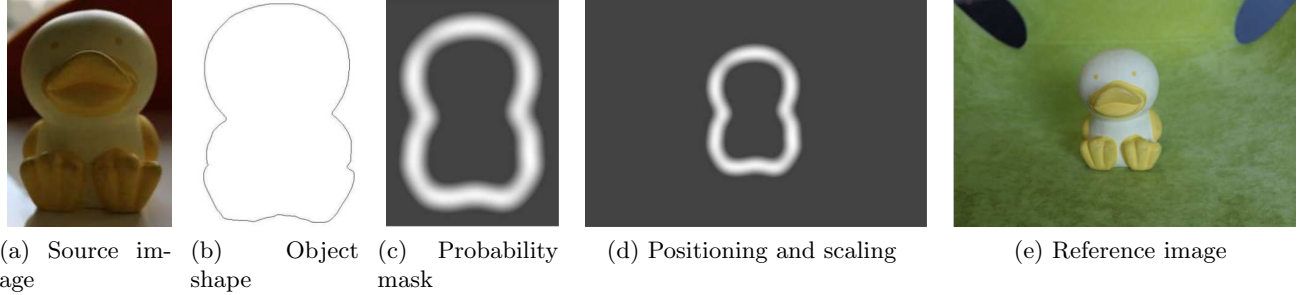 (a) Source im-
age
(b) Object
shape
(c) Probability
mask
(d) Positioning and scaling
(e) Reference image